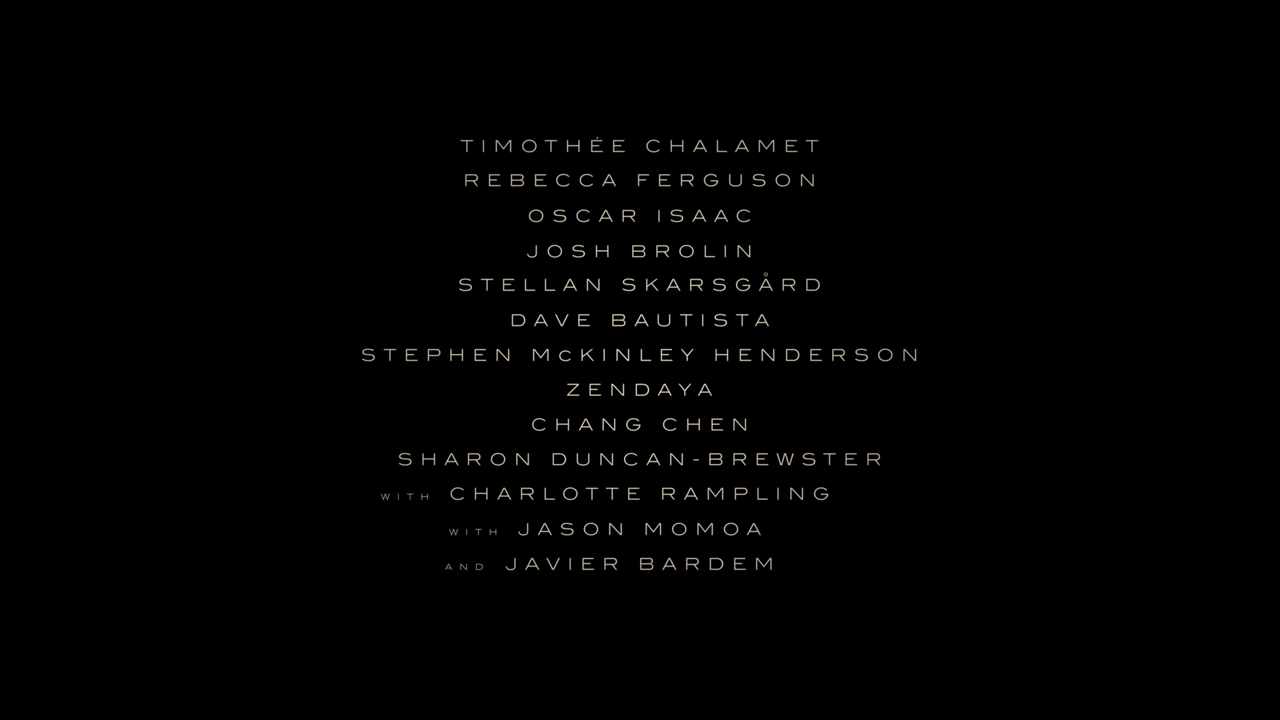 TIMOTHÉE CHALAMET
REBECCA FERGUSON
OSCAR ISAAC
JOSH BROLIN
STELLAN SKARSGÅRD
DAVE BAUTISTA
STEPHEN McKINLEY HENDERSON
ZENDAYA
CHANG CHEN
SHARON DUNCAN-BREWSTER
WITH CHARLOTTE RAMPLING
WITH JASON MOMOA
AND JAVIER BARDEM